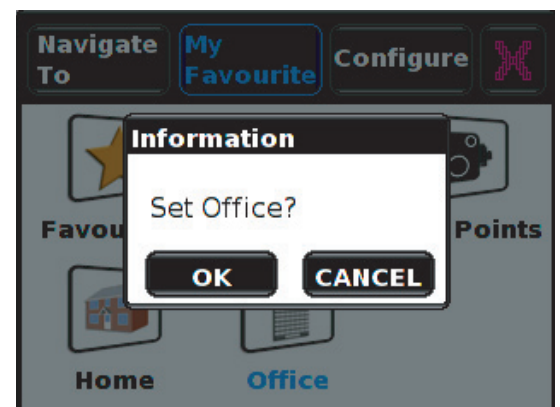 Navigate To
My Favourite
Configure
Information
Set Office?
Favou
Points
OK
CANCEL
Home
Office